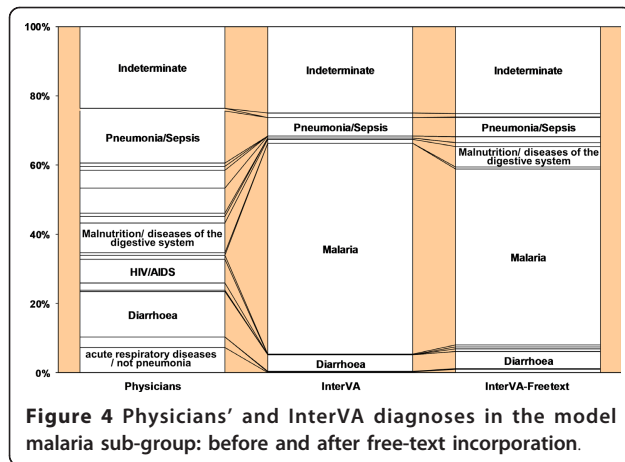 100%
80%
60%
40%
20%
0%
Indeterminate
Pneumonia/Sepsis
Malnutrition/ diseases of the
digestive system
HIV/AIDS
Diarrhoea
acute respiratory diseases
/ not pneumonia
Indeterminate
Pneumonia/Sepsis
Malaria
Diarrhoea
Indeterminate
Pneumonia/Sepsis
Malnutrition/ diseases of the
digestive system
Malaria
Diarrhoea
Physicians
InterVA
InterVA-Freetext
Figure 4 Physicians’ and InterVA diagnoses in the model
malaria sub-group: before and after free-text incorporation.